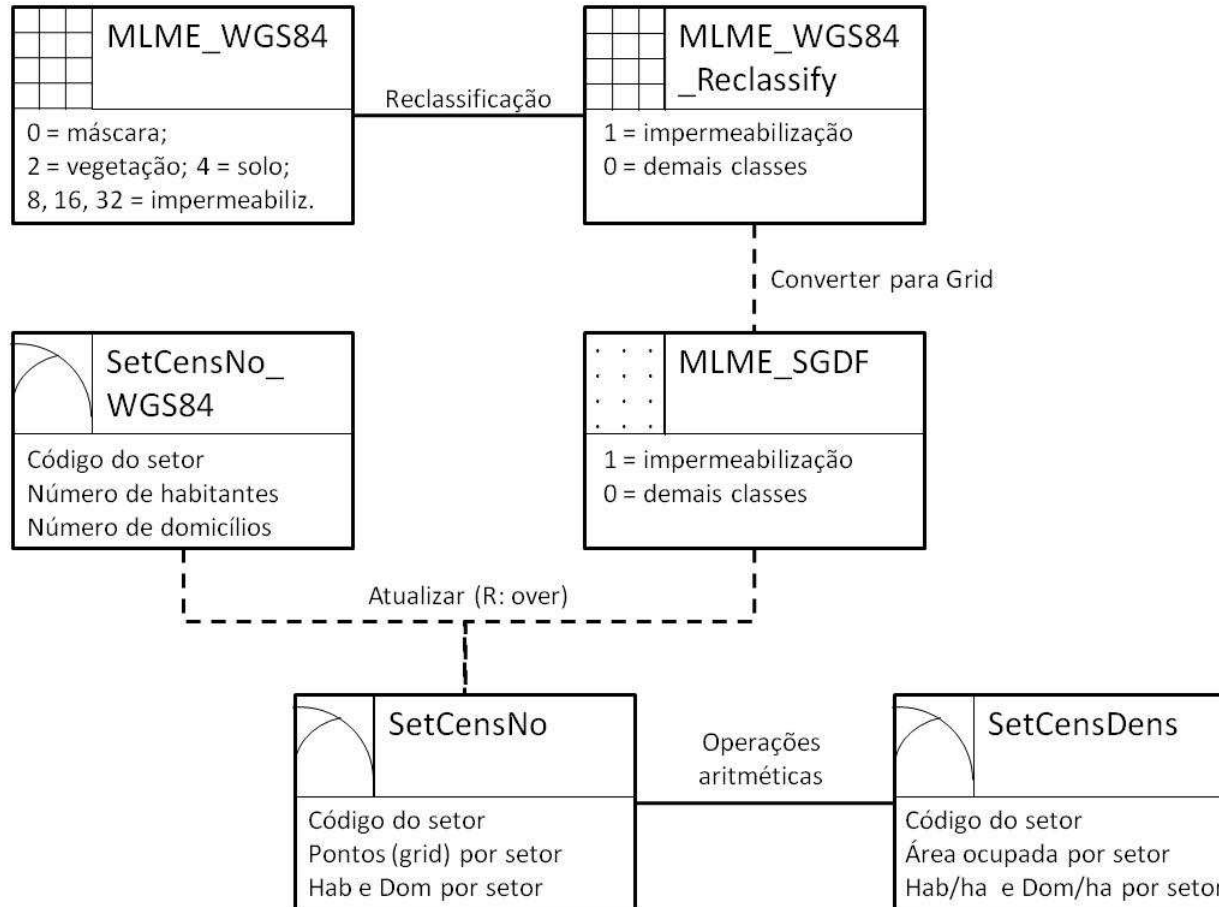 MLME_WGS84
0 = máscara;
2 = vegetação; 4 = solo;
8, 16, 32 = impermeabiliz.
Reclassificação
MLME_WGS84
_Reclassify
1 = impermeabilização
0 = demais classes
Converter para Grid
SetCensNo_
WGS84
Código do setor
Número de habitantes
Número de domicílios
MLME_SGDF
1 = impermeabilização
0 = demais classes
Atualizar (R: over)
SetCensNo
Código do setor
Pontos (grid) por setor
Hab e Dom por setor
Operações
aritméticas
SetCensDens
Código do setor
Área ocupada por setor
Hab/ha e Dom/ha por setor